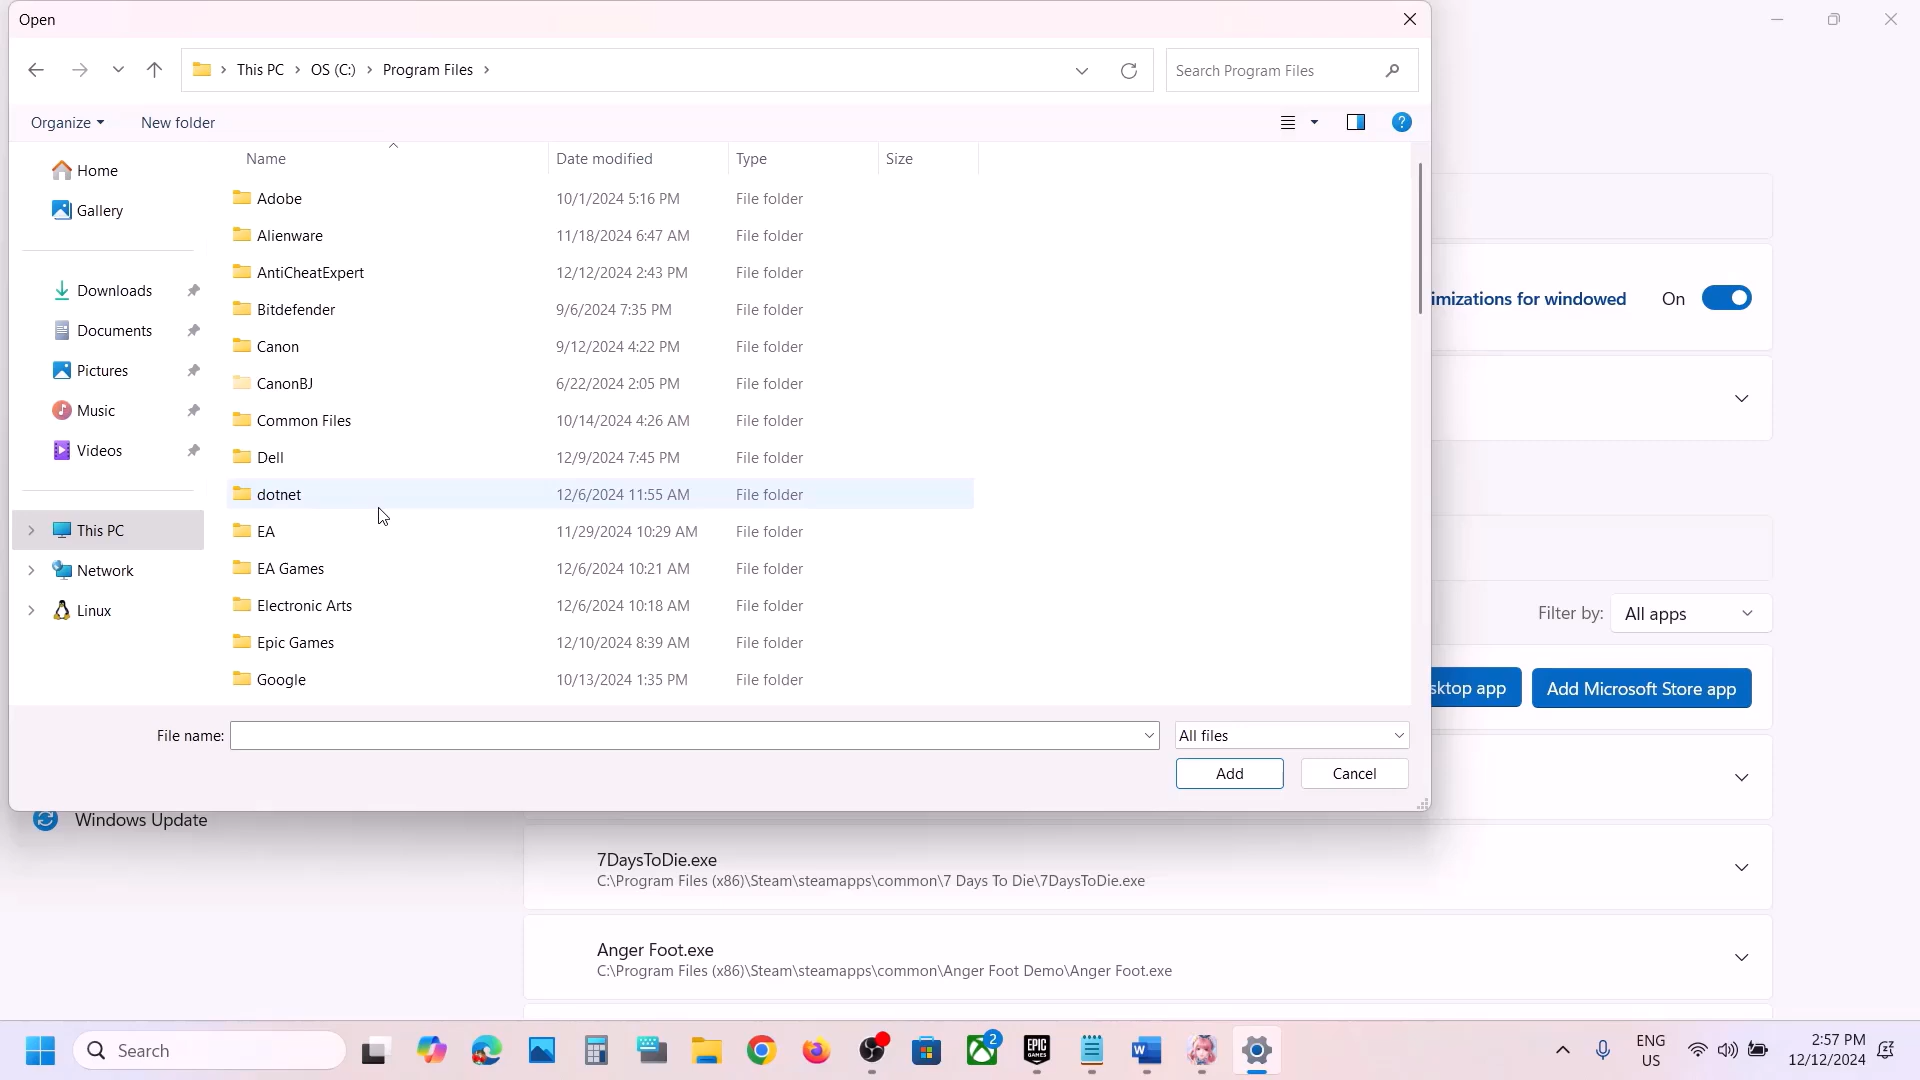 Open
This PC > OS (C:) > Program Files >
Search Program Files
Organize
New folder
Name
Date modified
Type
Size
Home
Gallery
Downloads
Documents
Pictures
Music
Videos
This PC
Network
Linux
Adobe 10/1/2024 5:16 PM File folder
Alienware 11/18/2024 6:47 AM File folder
AntiCheatExpert 12/12/2024 2:43 PM File folder
Bitdefender 9/6/2024 7:35 PM File folder
Canon 9/12/2024 4:22 PM File folder
CanonBJ 6/22/2024 2:05 PM File folder
Common Files 10/14/2024 4:26 AM File folder
Dell 12/9/2024 7:45 PM File folder
dotnet 12/6/2024 11:55 AM File folder
EA 11/29/2024 10:29 AM File folder
EA Games 12/6/2024 10:21 AM File folder
Electronic Arts 12/6/2024 10:18 AM File folder
Epic Games 12/10/2024 8:39 AM File folder
Google 10/13/2024 1:35 PM File folder
File name:
All files
Add
Cancel
imizations for windowed
On
Filter by:
All apps
sktop app
Add Microsoft Store app
Windows Update
7DaysToDie.exe
C:\Program Files (x86)\Steam\steamapps\common\7 Days To Die\7DaysToDie.exe
Anger Foot.exe
C:\Program Files (x86)\Steam\steamapps\common\Anger Foot Demo\Anger Foot.exe
Search
2
EPIC
GAMES
ENG
US
2:57 PM
12/12/2024